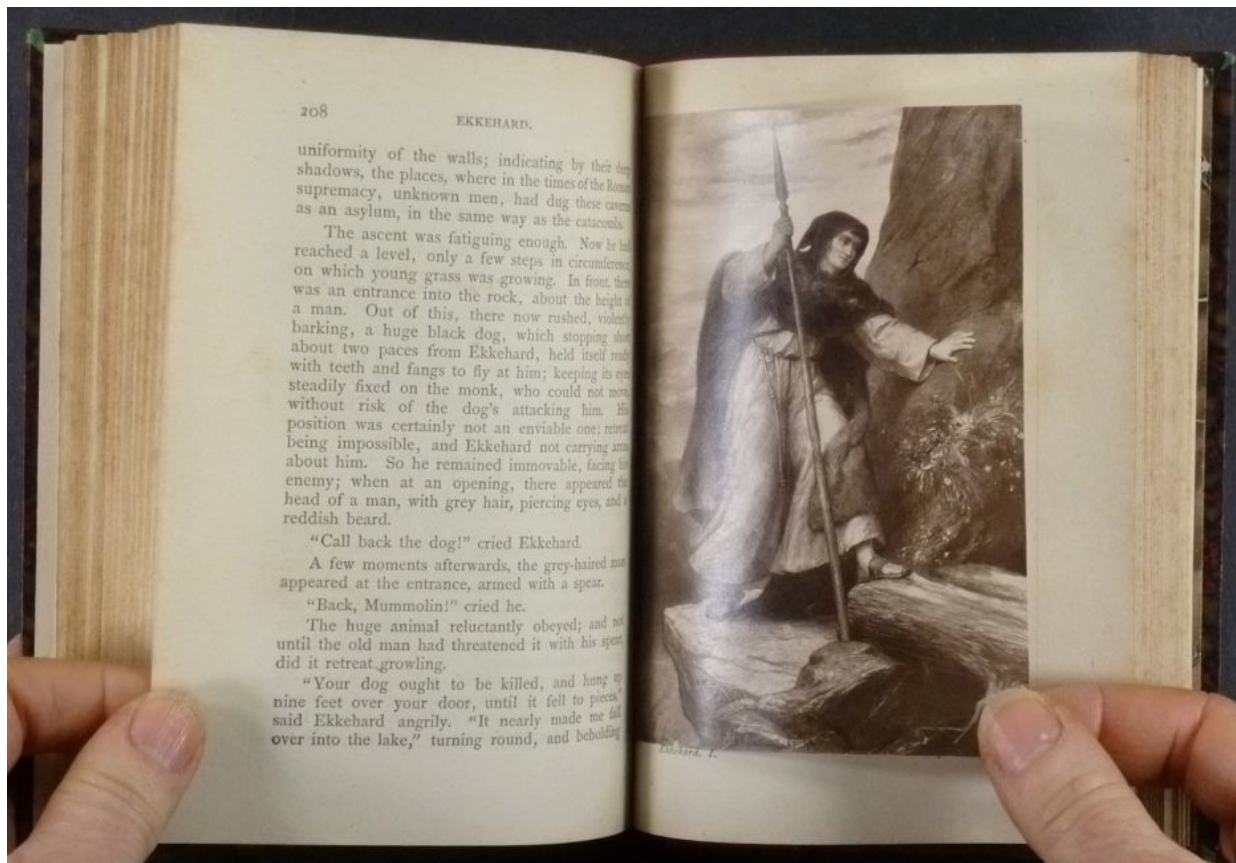 208
EKKEHARD.
uniformity of the walls; indicating by their deep
shadows, the places, where in the times of the Roman
supremacy, unknown men, had dug these caverns
as an asylum, in the same way as the catacombs.
The ascent was fatiguing enough. Now he had
reached a level, only a few steps in circumference,
on which young grass was growing. In front, there
was an entrance into the rock, about the height of
a man. Out of this, there now rushed, violently
barking, a huge black dog, which stopping short
about two paces from Ekkehard, held itself ready
with teeth and fangs to fly at him; keeping its eyes
steadily fixed on the monk, who could not move,
without risk of the dog's attacking him. His
position was certainly not an enviable one; retreat
being impossible, and Ekkehard not carrying arms
about him. So he remained immovable, facing his
enemy; when at an opening, there appeared the
head of a man, with grey hair, piercing eyes, and a
reddish beard.
"Call back the dog!" cried Ekkehard.
A few moments afterwards, the grey-haired man
appeared at the entrance, armed with a spear.
"Back, Mummolin!" cried he.
The huge animal reluctantly obeyed; and not
until the old man had threatened it with his spear,
did it retreat growling.
"Your dog ought to be killed, and hung up
nine feet over your door, until it fell to pieces,"
said Ekkehard angrily. "It nearly made me fall
over into the lake," turning round, and beholding
Ekkehard. I.